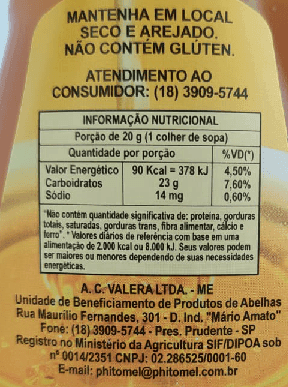 MANTENHA EM LOCAL
SECO E AREJADO.
NÃO CONTÉM GLÚTEN.
ATENDIMENTO AO
CONSUMIDOR: (18) 3909-5744
INFORMAÇÃO NUTRICIONAL
Porção de 20 g (1 colher de sopa)
Quantidade por porção %VD(*)
Valor Energético 90 Kcal = 378 kJ 4,50%
Carboidratos 23 g 7,60%
Sódio 14 mg 0,60%
"Não contém quantidade significativa de: proteína, gorduras
totais, saturadas, gorduras trans, fibra alimentar, cálcio e
ferro". * Valores diários de referência com base em uma
alimentação de 2.000 kcal ou 8.000 kJ. Seus valores podem
ser maiores ou menores dependendo de suas necessidades
energéticas.
A. C. VALERA LTDA. - ME
Unidade de Beneficiamento de Produtos de Abelhas
Rua Maurílio Fernandes, 301 - D. Ind. "Mário Amato"
Fone: (18) 3909-5744 - Pres. Prudente - SP
Registro no Ministério da Agricultura SIF/DIPOA sob
nº 0014/2351 CNPJ: 02.286525/0001-60
E-mail: phitomel@phitomel.com.br